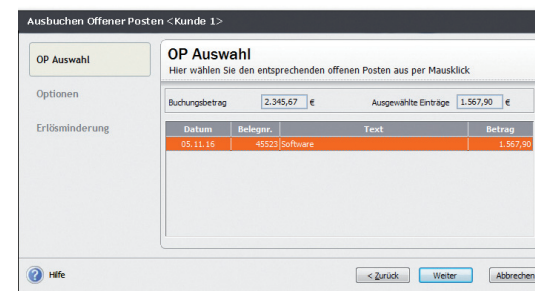 Ausbuchen Offener Posten <Kunde 1>
OP Auswahl
Optionen
Erlösminderung
OP Auswahl
Hier wählen Sie den entsprechenden offenen Posten aus per Mausklick
Buchungsbetrag 2.345,67 € Ausgewählte Einträge 1.567,90 €
Datum Belegnr. Text Betrag
05.11.16 45523 Software 1.567,90
Hilfe < Zurück Weiter Abbrechen